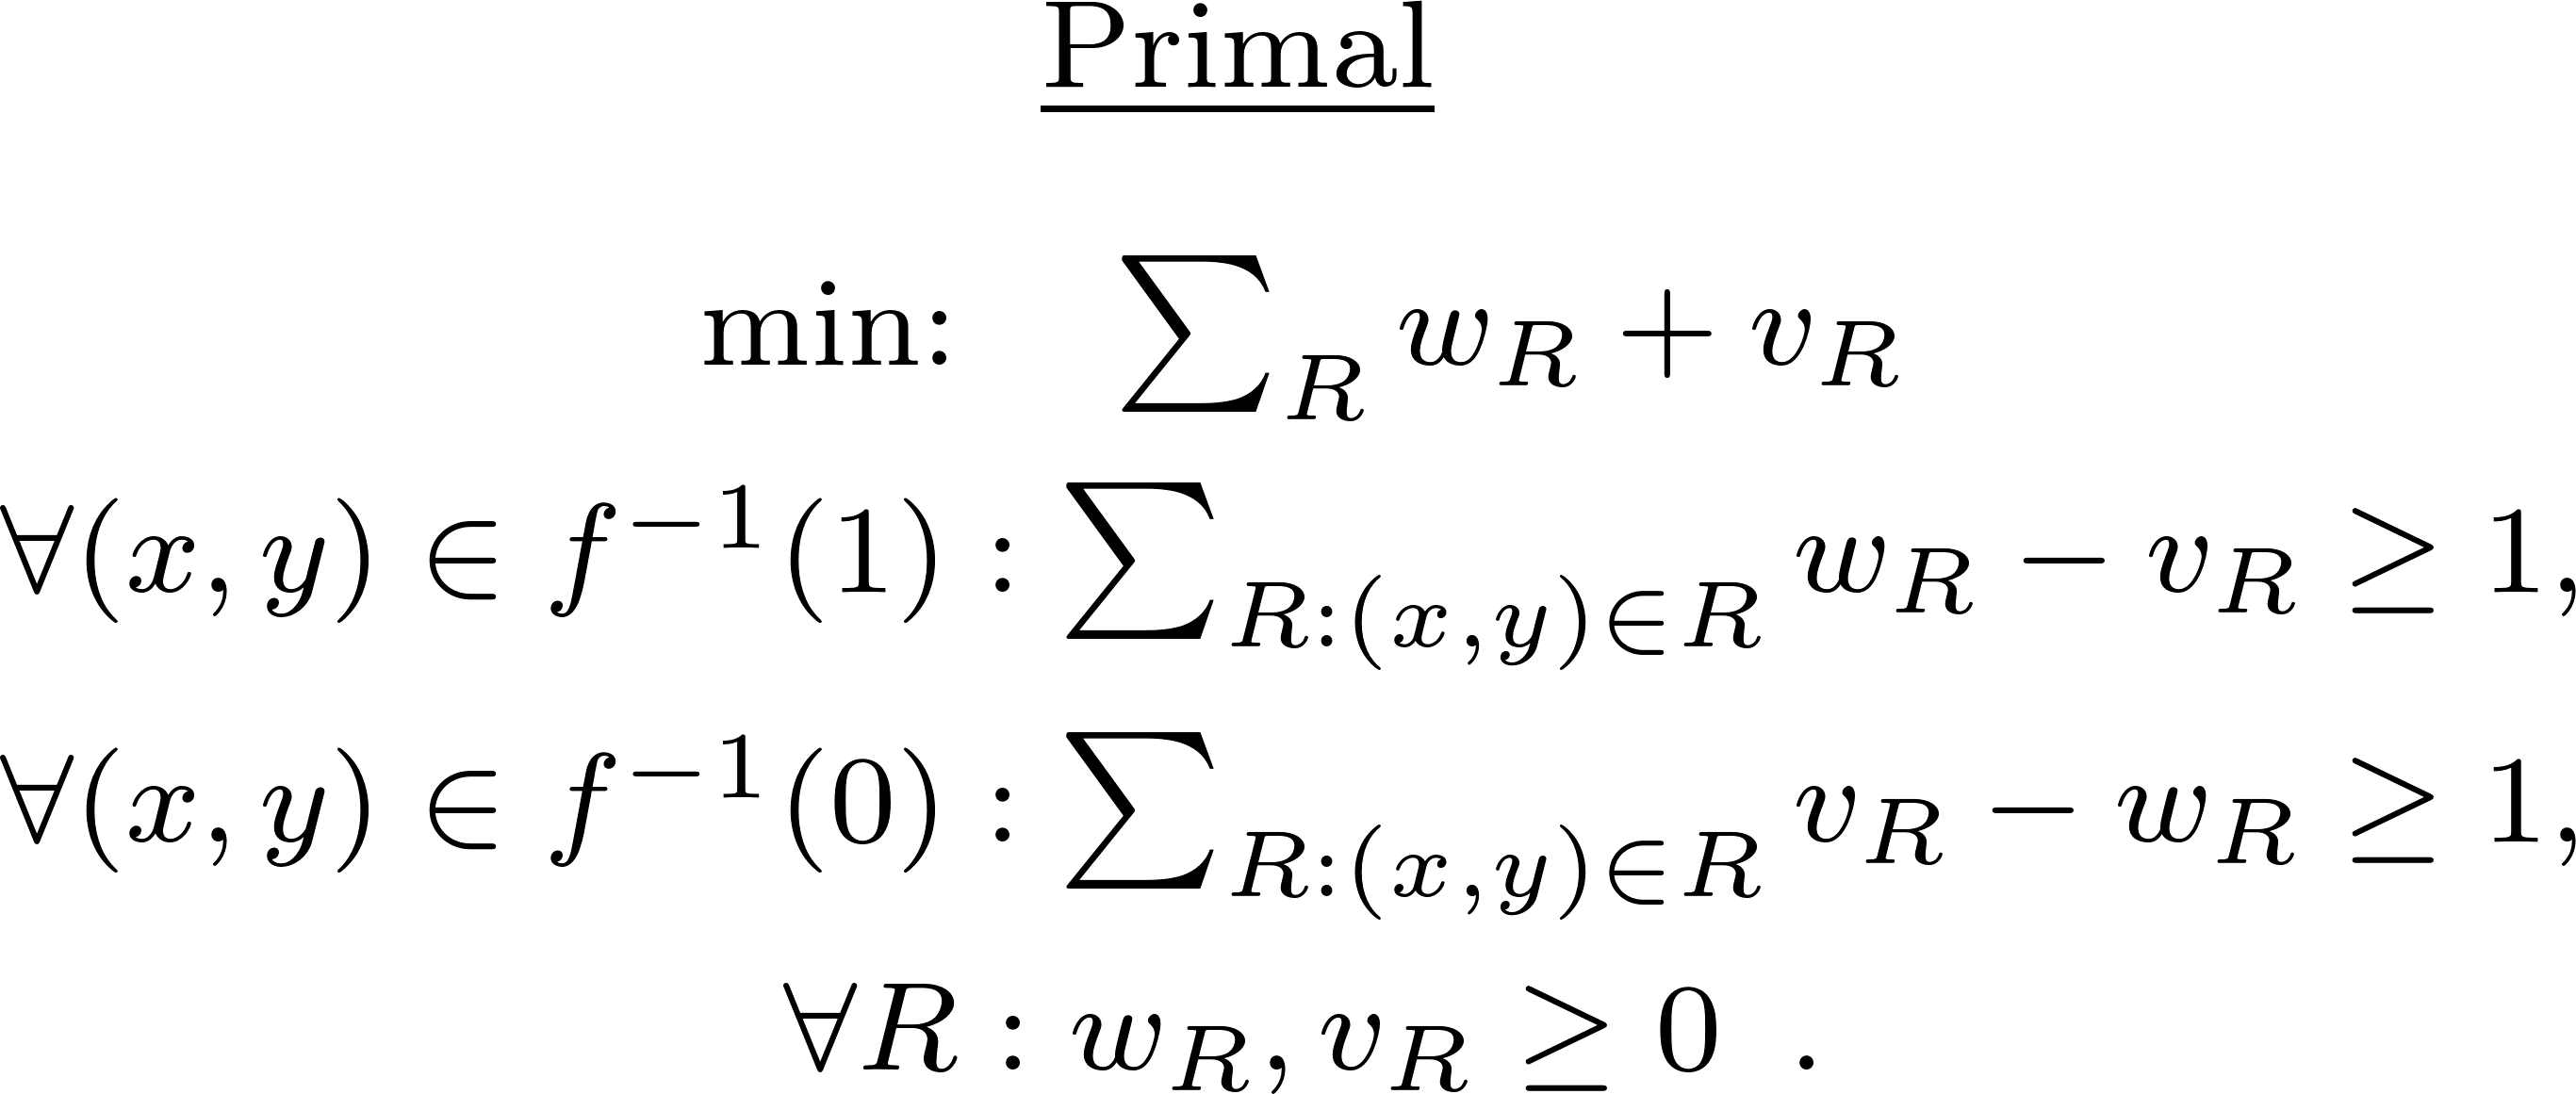 Primal
min: ∑_R w_R + v_R
∀(x, y) ∈ f^{−1}(1) : ∑_{R:(x,y)∈R} w_R − v_R ≥ 1,
∀(x, y) ∈ f^{−1}(0) : ∑_{R:(x,y)∈R} v_R − w_R ≥ 1,
∀R : w_R, v_R ≥ 0 .